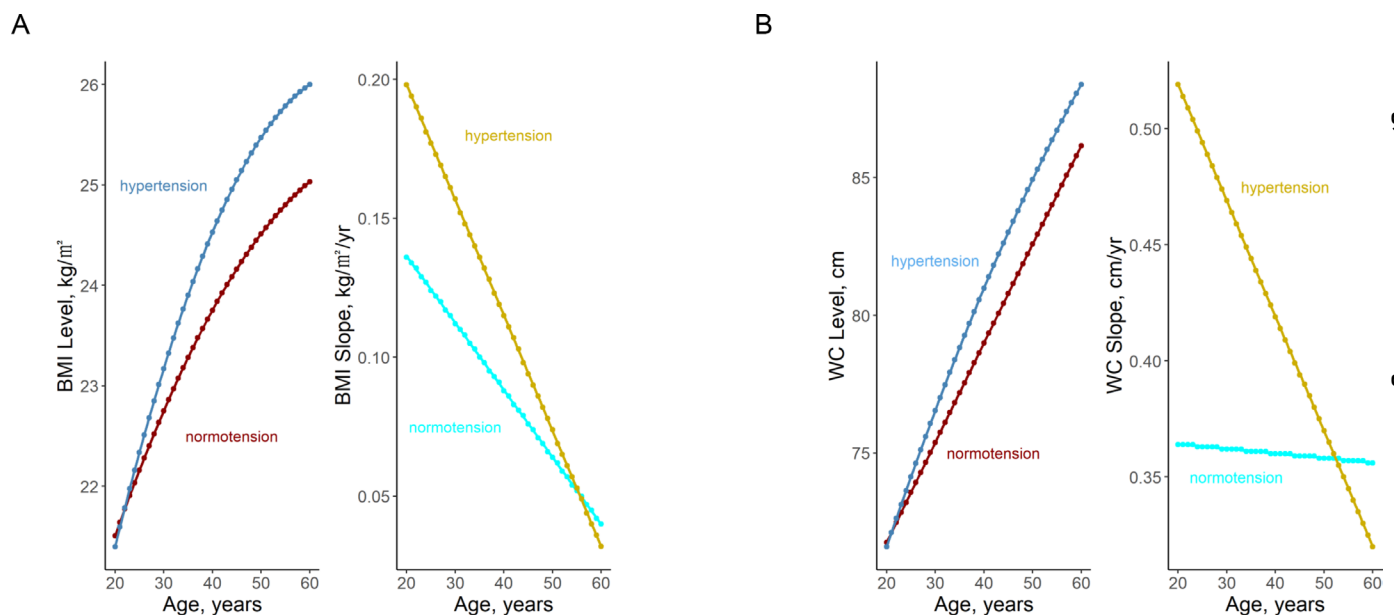 A
B
BMI Level, kg/㎡
26
25
24
23
22
hypertension
normotension
20
30
40
50
60
Age, years
BMI Slope, kg/㎡/yr
0.20
0.15
0.10
0.05
hypertension
normotension
20
30
40
50
60
Age, years
WC Level, cm
85
80
75
hypertension
normotension
20
30
40
50
60
Age, years
WC Slope, cm/yr
0.50
0.45
0.40
0.35
hypertension
normotension
20
30
40
50
60
Age, years